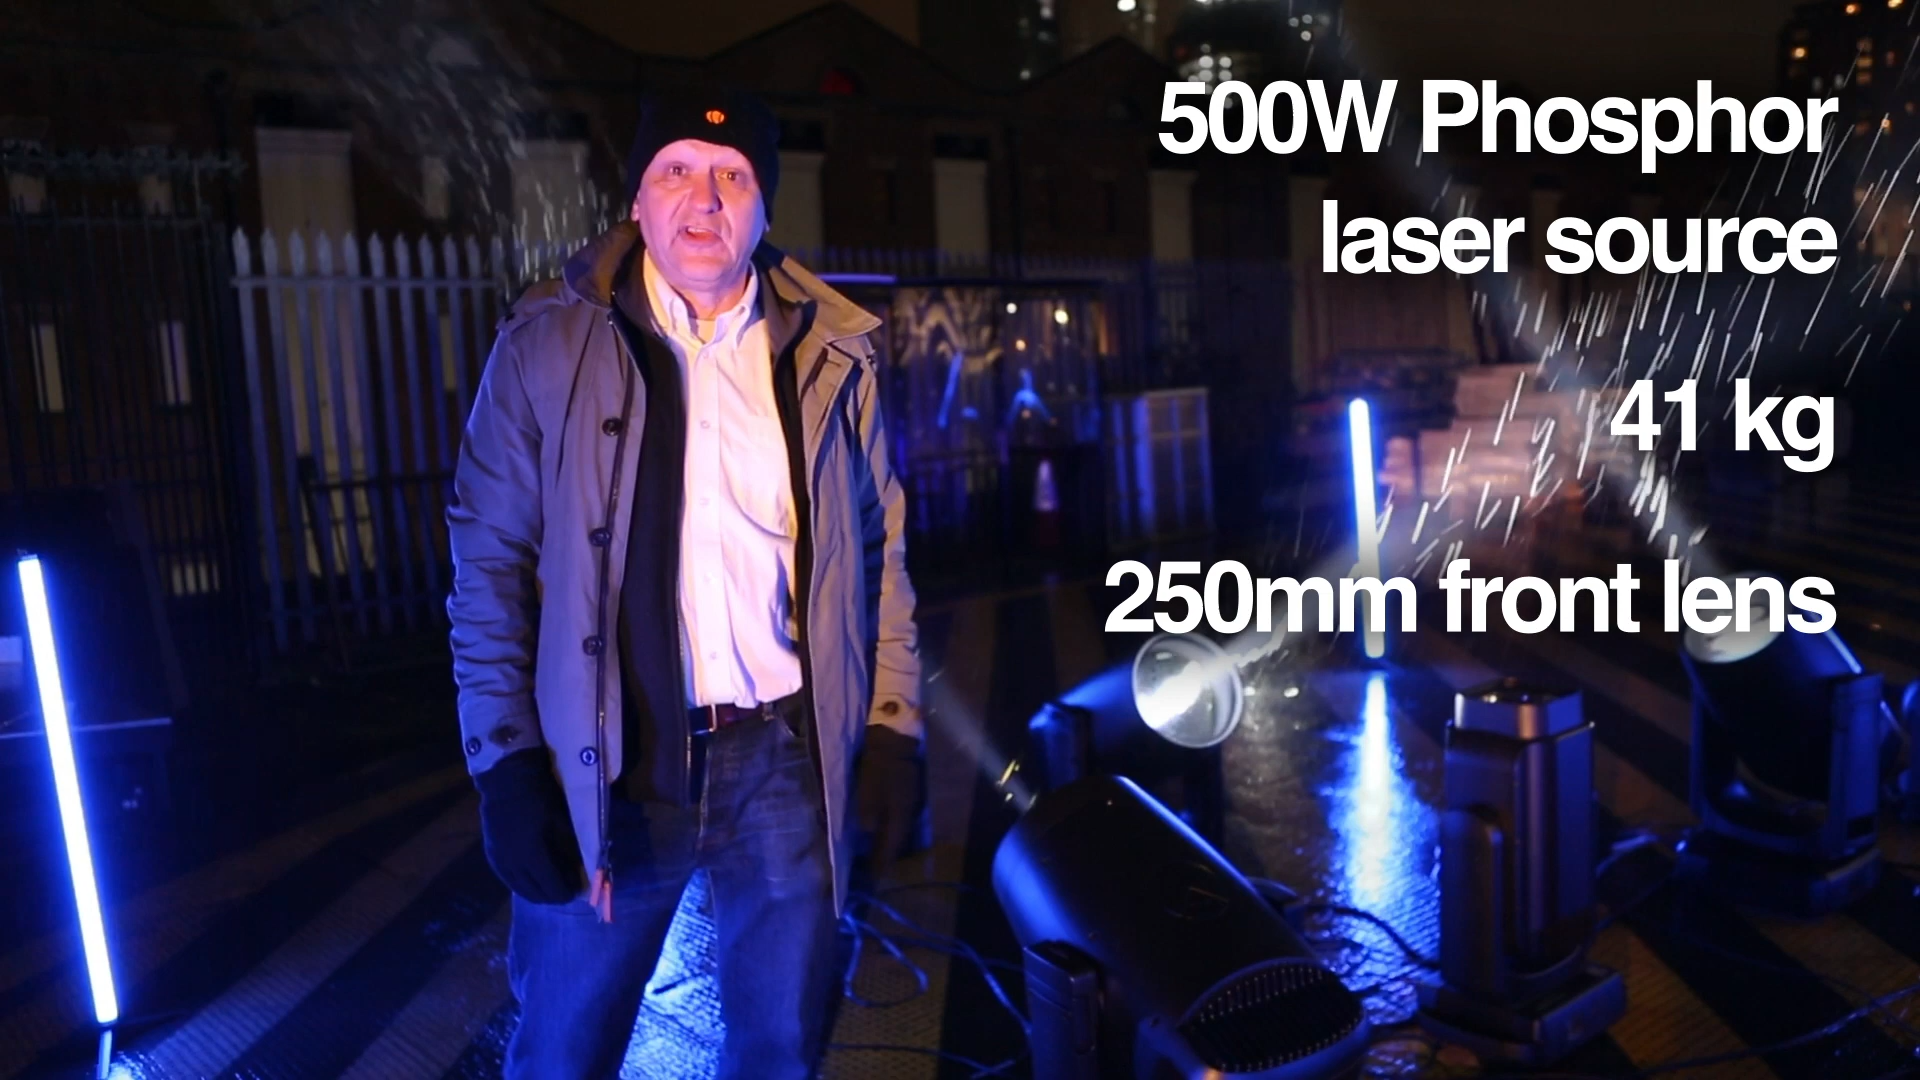 500W Phosphor
laser source
41 kg
250mm front lens